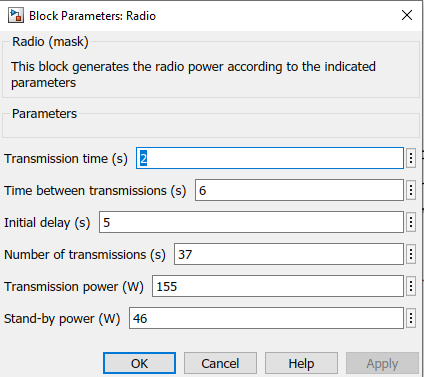 Block Parameters: Radio
Radio (mask)
This block generates the radio power according to the indicated
parameters
Parameters
Transmission time (s) 2
Time between transmissions (s) 6
Initial delay (s) 5
Number of transmissions (s) 37
Transmission power (W) 155
Stand-by power (W) 46
OK Cancel Help Apply